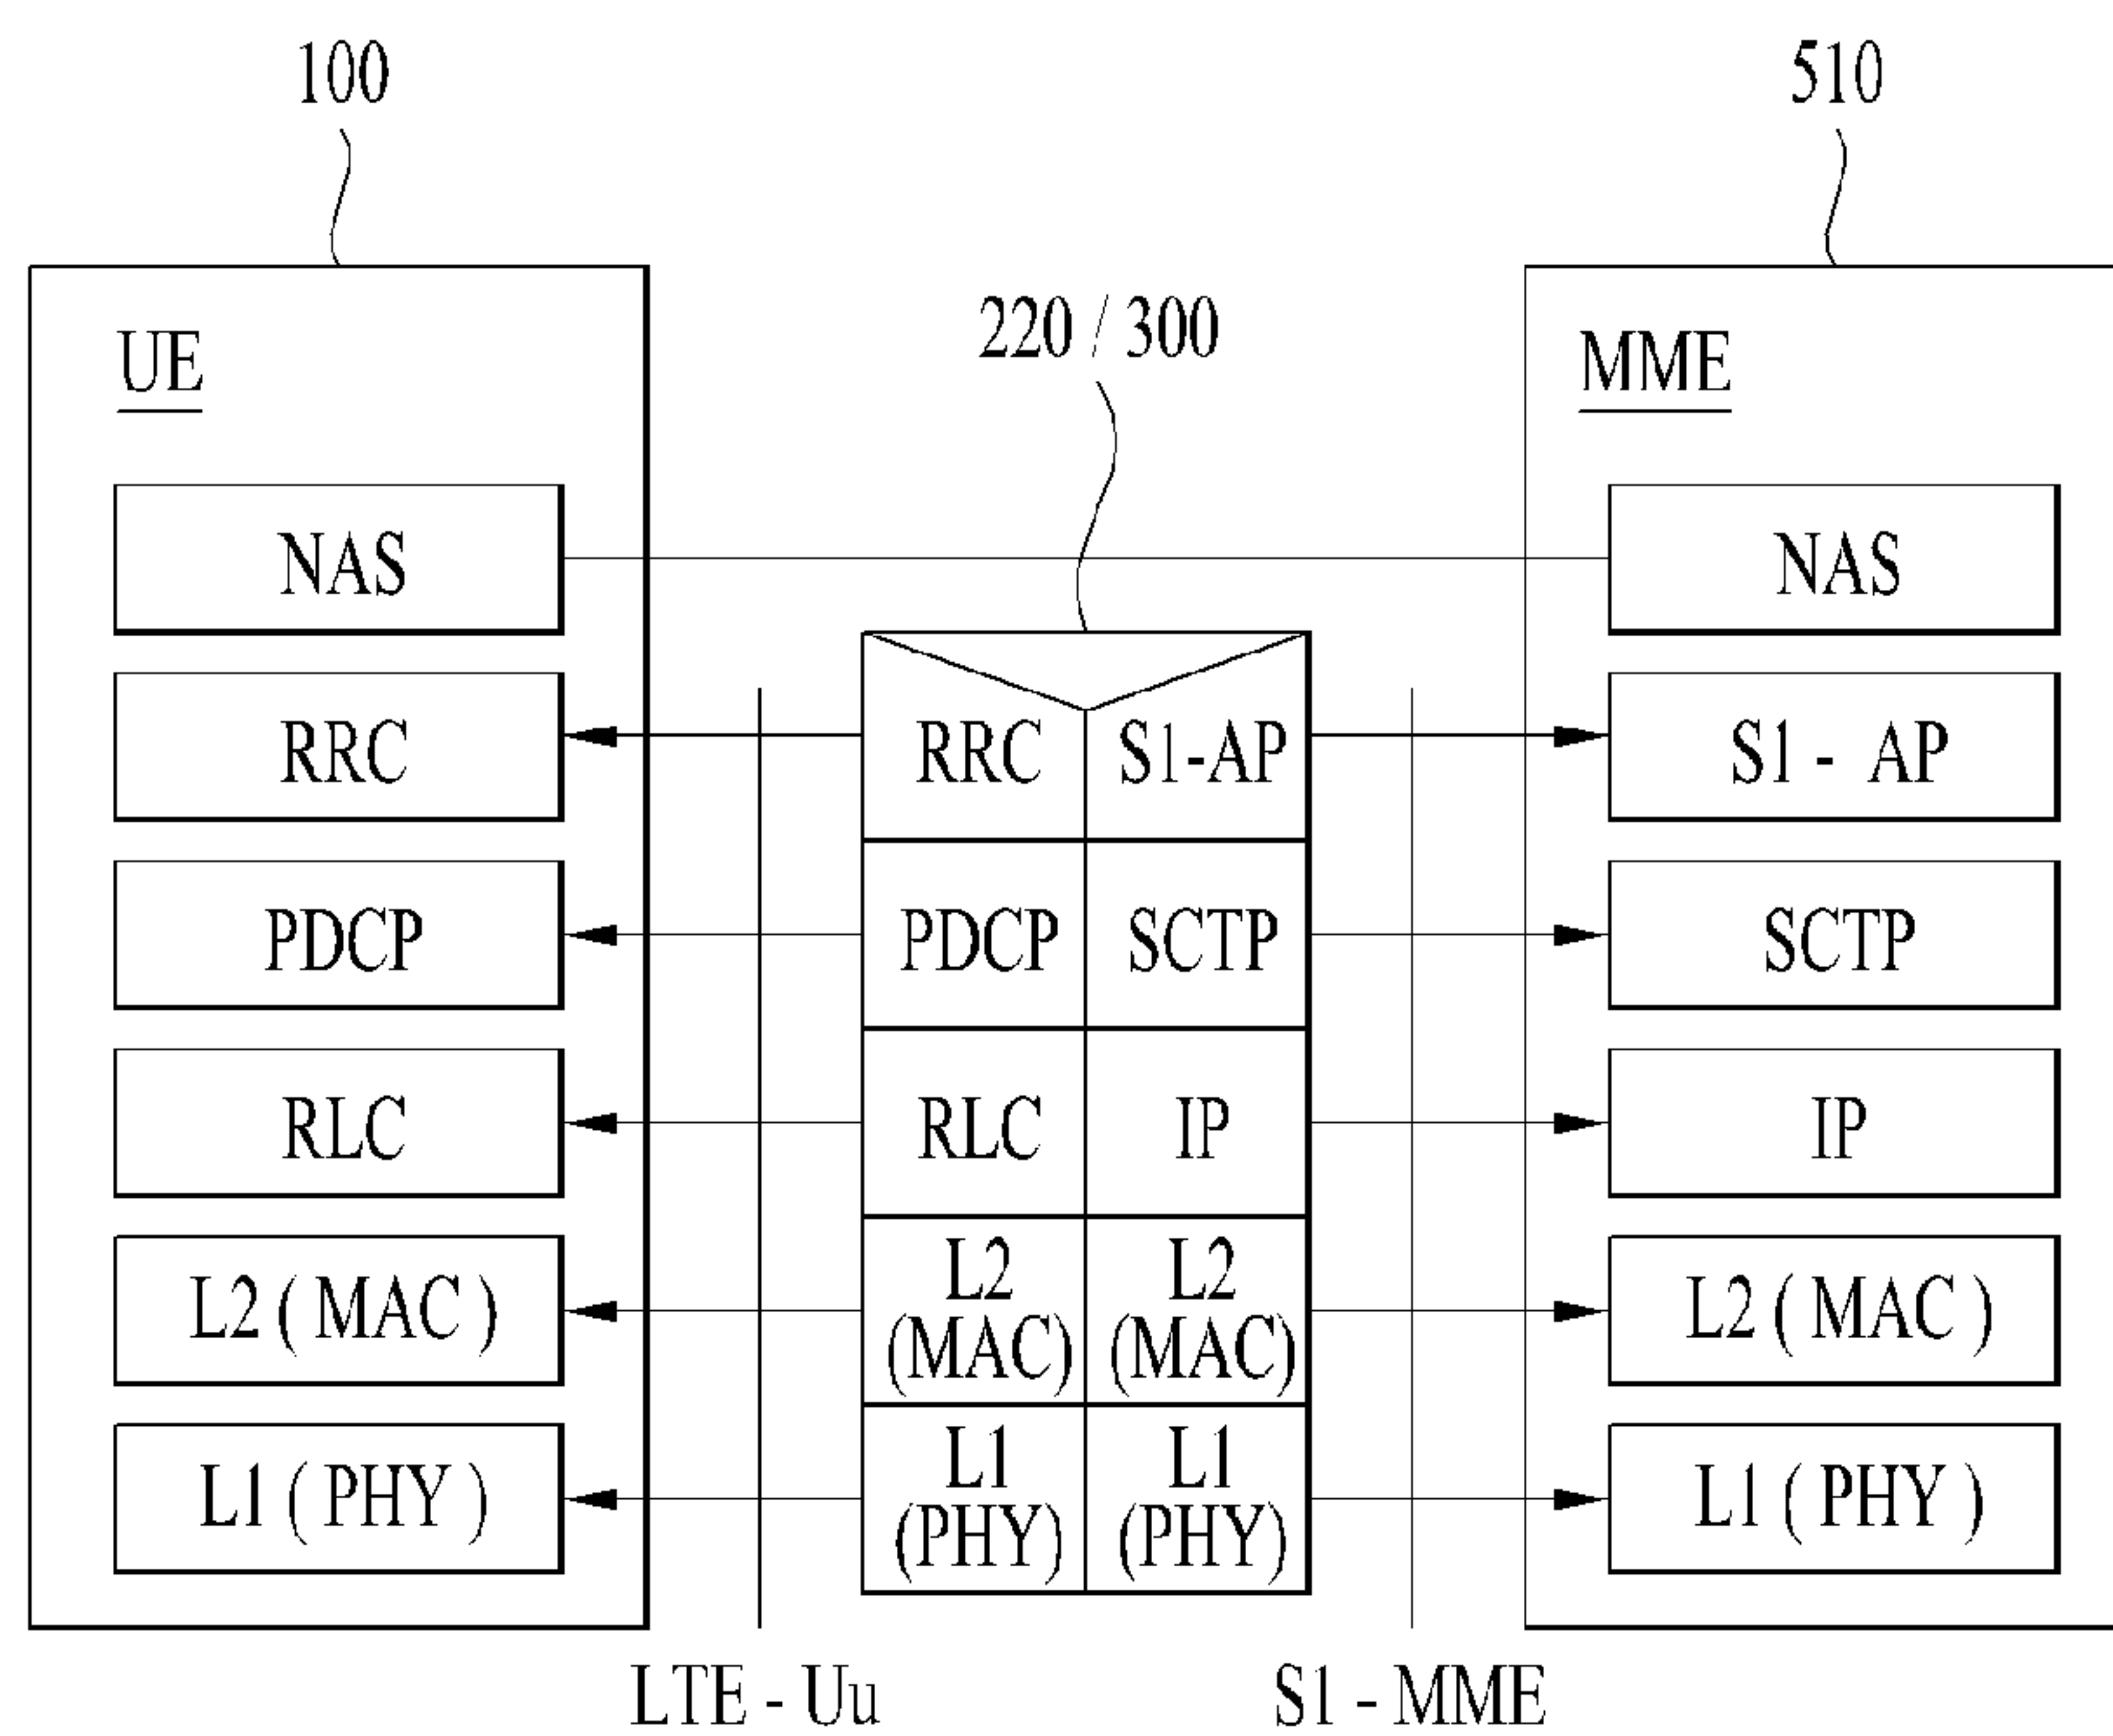 100
510
220 / 300
UE
MME
NAS
NAS
RRC
RRC
S1-AP
S1 - AP
PDCP
PDCP
SCTP
SCTP
RLC
RLC
IP
IP
L2 ( MAC )
L2
(MAC)
L2
(MAC)
L2 ( MAC )
L1 ( PHY )
L1
(PHY)
L1
(PHY)
L1 ( PHY )
LTE - Uu
S1 - MME